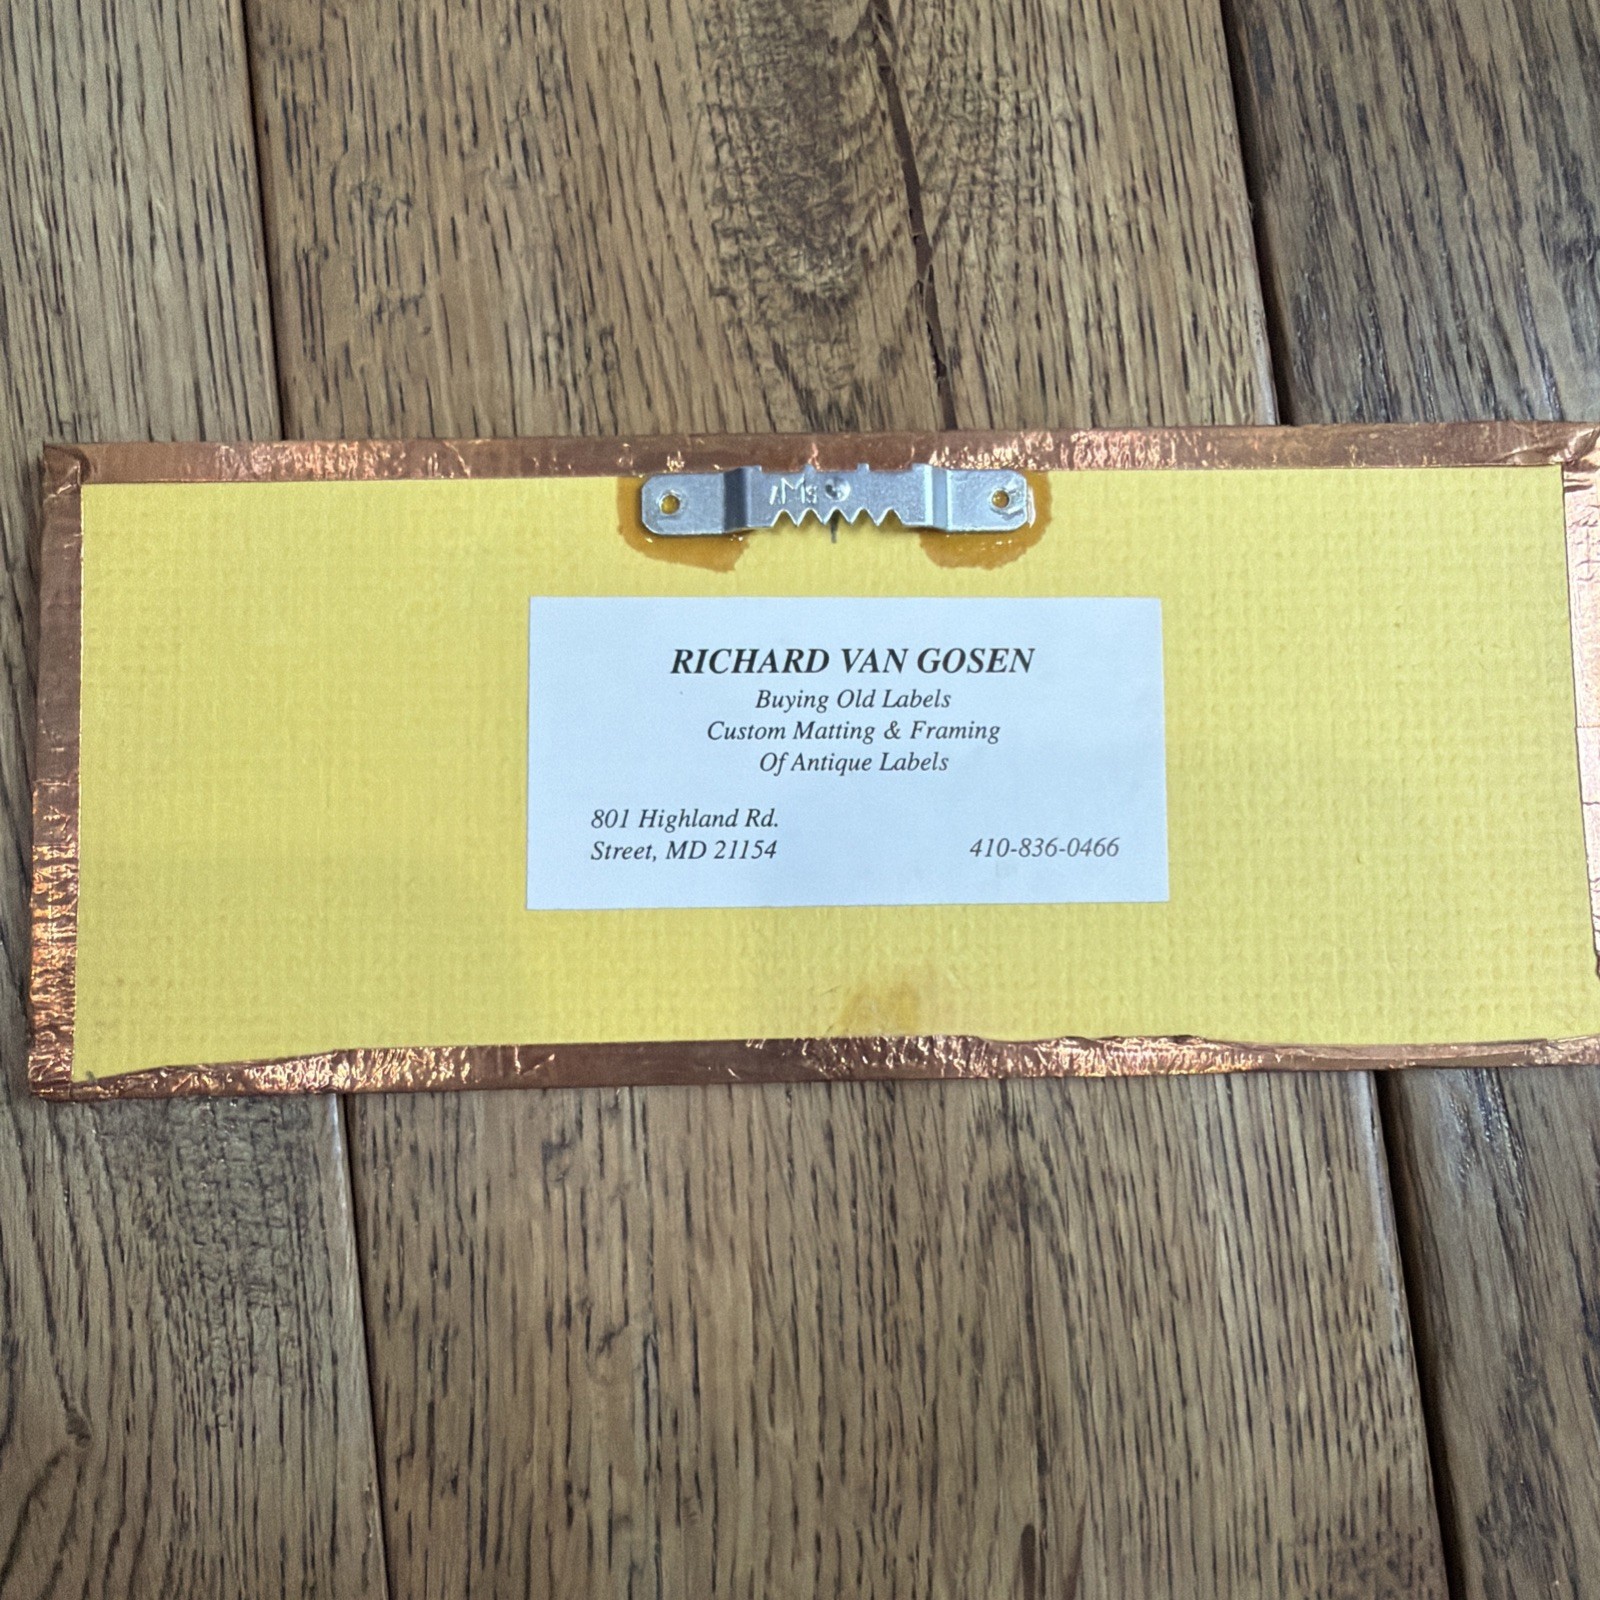 AMS
RICHARD VAN GOSEN
Buying Old Labels
Custom Matting & Framing
Of Antique Labels
801 Highland Rd.
Street, MD 21154
410-836-0466